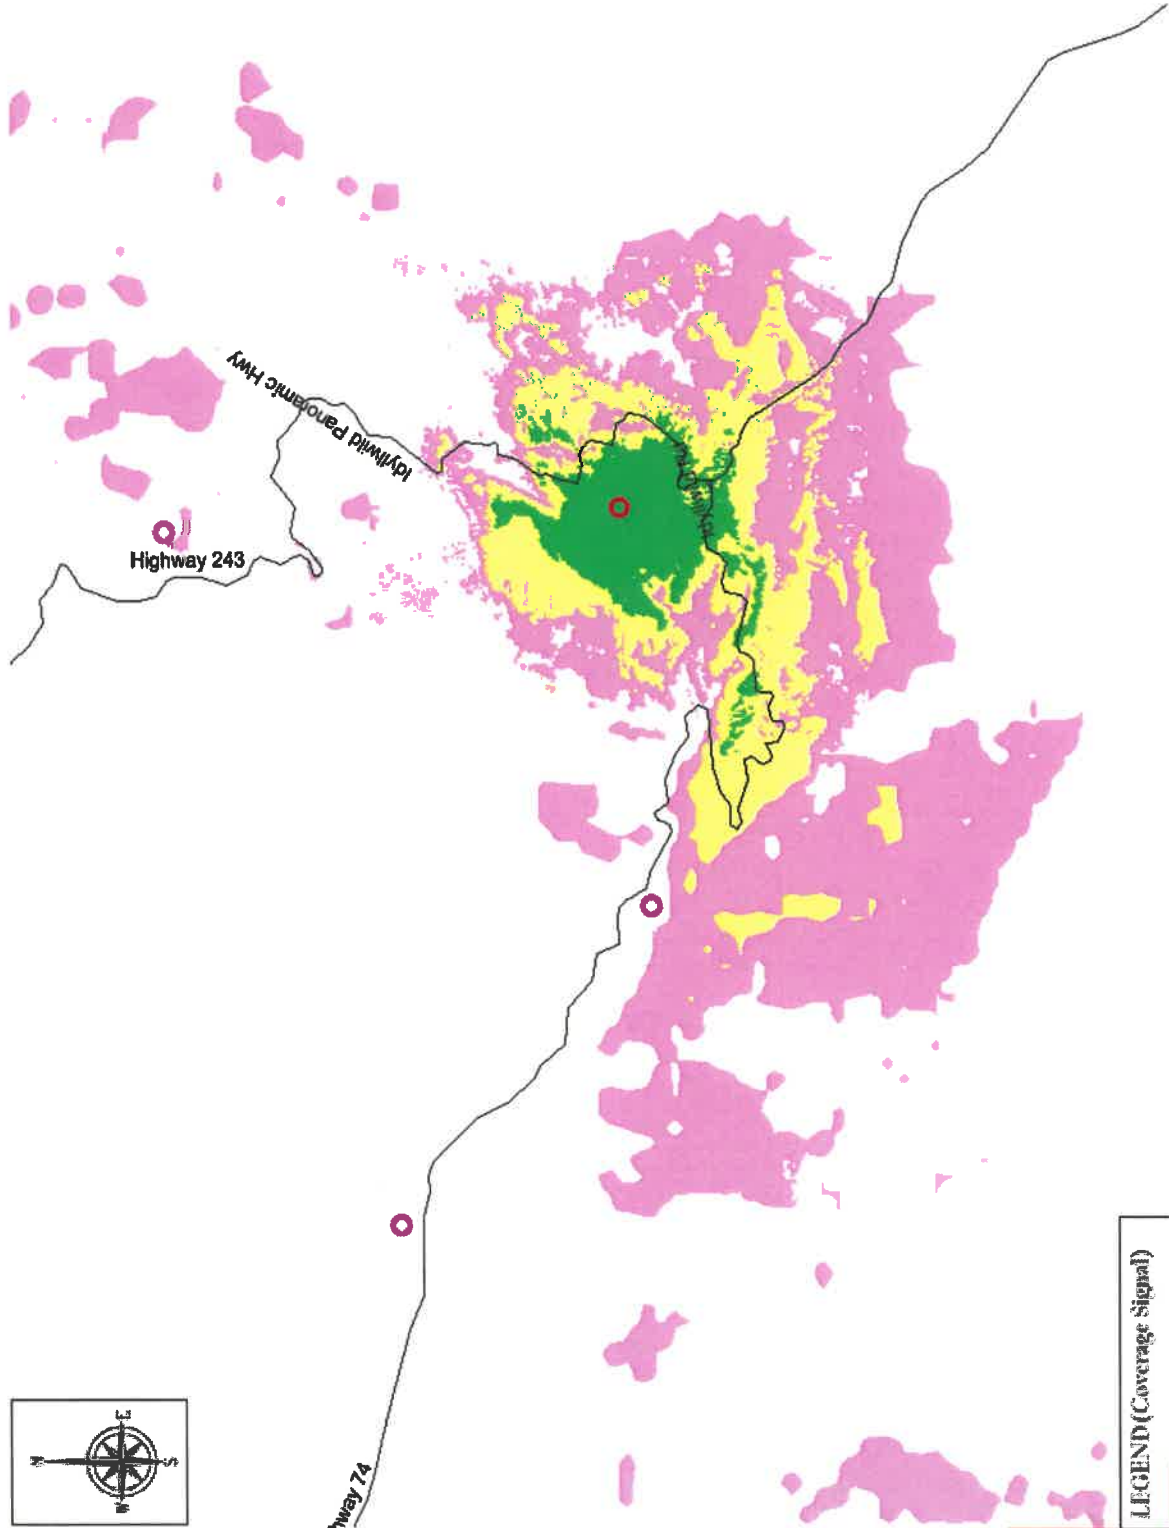 Idyllwild Panoramic Hwy
Highway 243
hway 74
N
W
E
S
LEGEND(Coverage Signal)